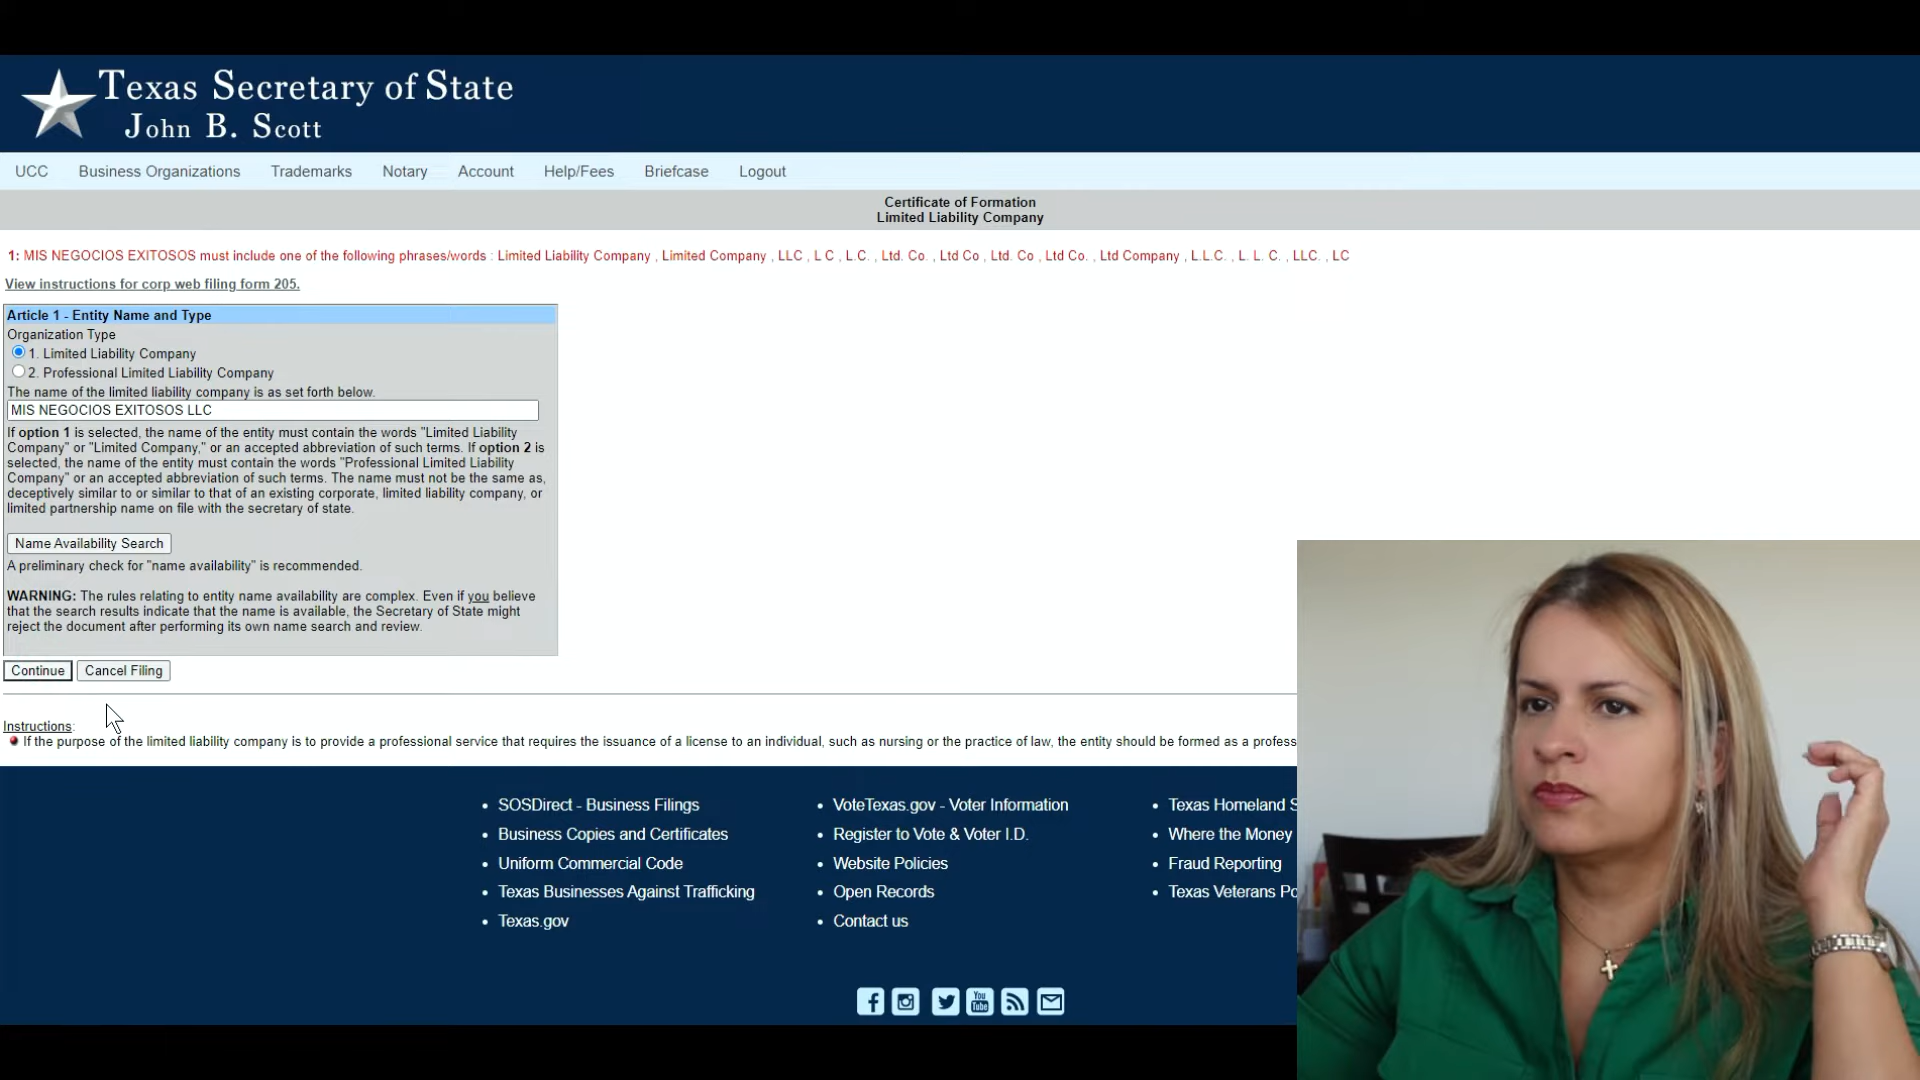 Texas Secretary of State
John B. Scott
UCC Business Organizations Trademarks Notary Account Help/Fees Briefcase Logout
Certificate of Formation
Limited Liability Company
1: MIS NEGOCIOS EXITOSOS must include one of the following phrases/words : Limited Liability Company , Limited Company , LLC , L C , L.C. , Ltd. Co. , Ltd Co , Ltd. Co , Ltd Co. , Ltd Company , L.L.C. , L. L. C. , LLC. , LC
View instructions for corp web filing form 205.
Article 1 - Entity Name and Type
Organization Type
1. Limited Liability Company
2. Professional Limited Liability Company
The name of the limited liability company is as set forth below.
MIS NEGOCIOS EXITOSOS LLC
If option 1 is selected, the name of the entity must contain the words "Limited Liability
Company" or "Limited Company," or an accepted abbreviation of such terms. If option 2 is
selected, the name of the entity must contain the words "Professional Limited Liability
Company" or an accepted abbreviation of such terms. The name must not be the same as,
deceptively similar to or similar to that of an existing corporate, limited liability company, or
limited partnership name on file with the secretary of state.
Name Availability Search
A preliminary check for "name availability" is recommended.
WARNING: The rules relating to entity name availability are complex. Even if you believe
that the search results indicate that the name is available, the Secretary of State might
reject the document after performing its own name search and review.
Continue Cancel Filing
Instructions:
If the purpose of the limited liability company is to provide a professional service that requires the issuance of a license to an individual, such as nursing or the practice of law, the entity should be formed as a profess
SOSDirect - Business Filings
Business Copies and Certificates
Uniform Commercial Code
Texas Businesses Against Trafficking
Texas.gov
VoteTexas.gov - Voter Information
Register to Vote & Voter I.D.
Website Policies
Open Records
Contact us
Texas Homeland S
Where the Money
Fraud Reporting
Texas Veterans Po
You
Tube